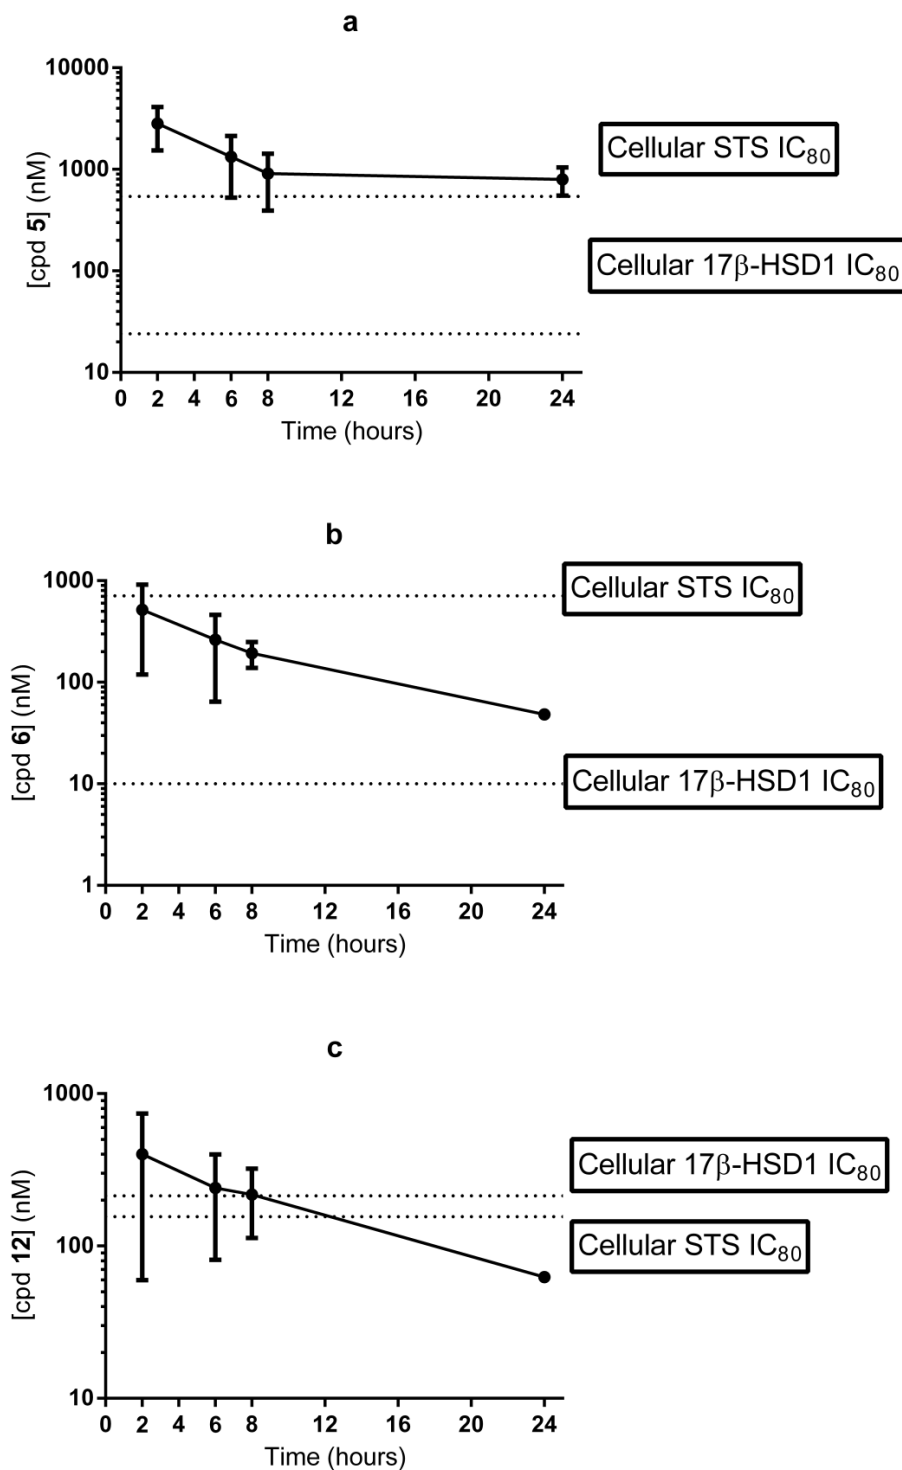 a
10000
1000
100
10
[cpd 5] (nM)
0 2 6 8 12 16 20 24
Time (hours)
Cellular STS IC80
Cellular 17β-HSD1 IC80
b
1000
100
10
1
[cpd 6] (nM)
0 2 4 6 8 12 16 20 24
Time (hours)
Cellular STS IC80
Cellular 17β-HSD1 IC80
c
1000
100
10
[cpd 12] (nM)
0 2 4 6 8 12 16 20 24
Time (hours)
Cellular 17β-HSD1 IC80
Cellular STS IC80